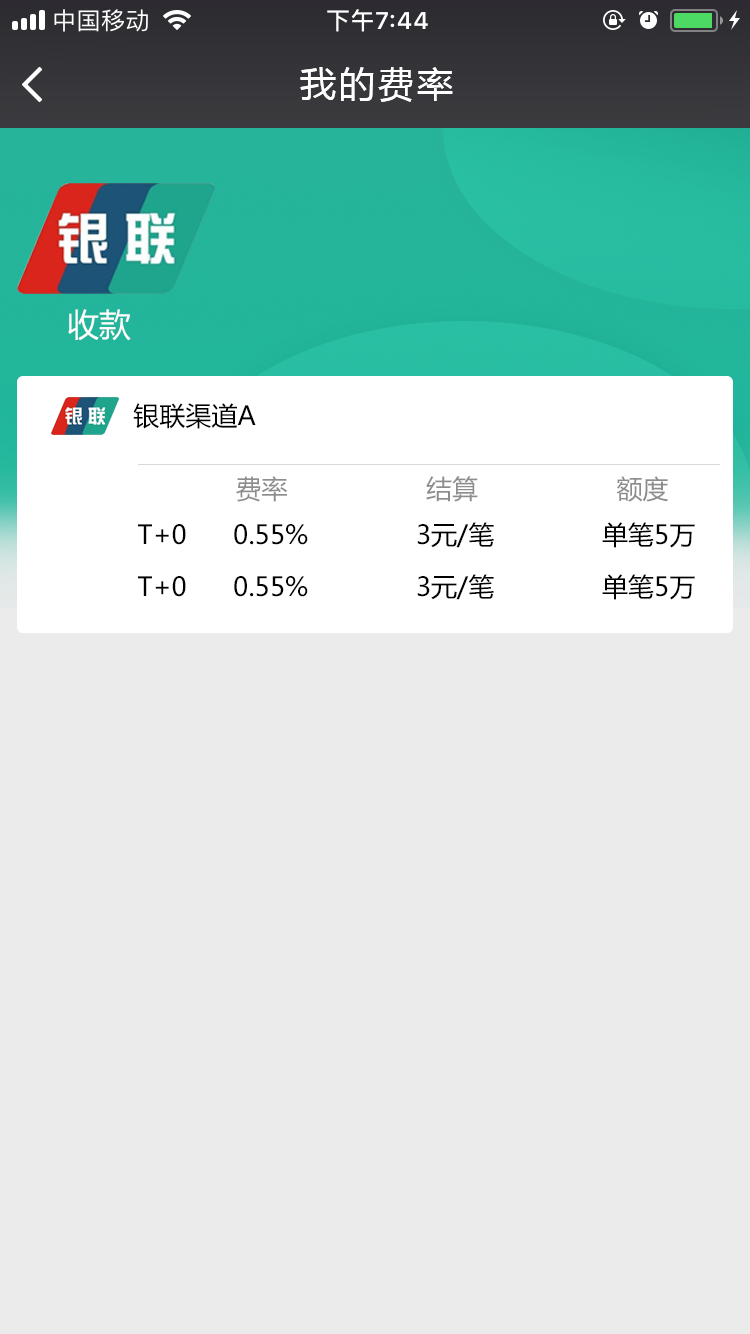 中国移动 下午7:44
我的费率
银联
收款
银联 银联渠道A
费率 结算 额度
T+0 0.55% 3元/笔 单笔5万
T+0 0.55% 3元/笔 单笔5万